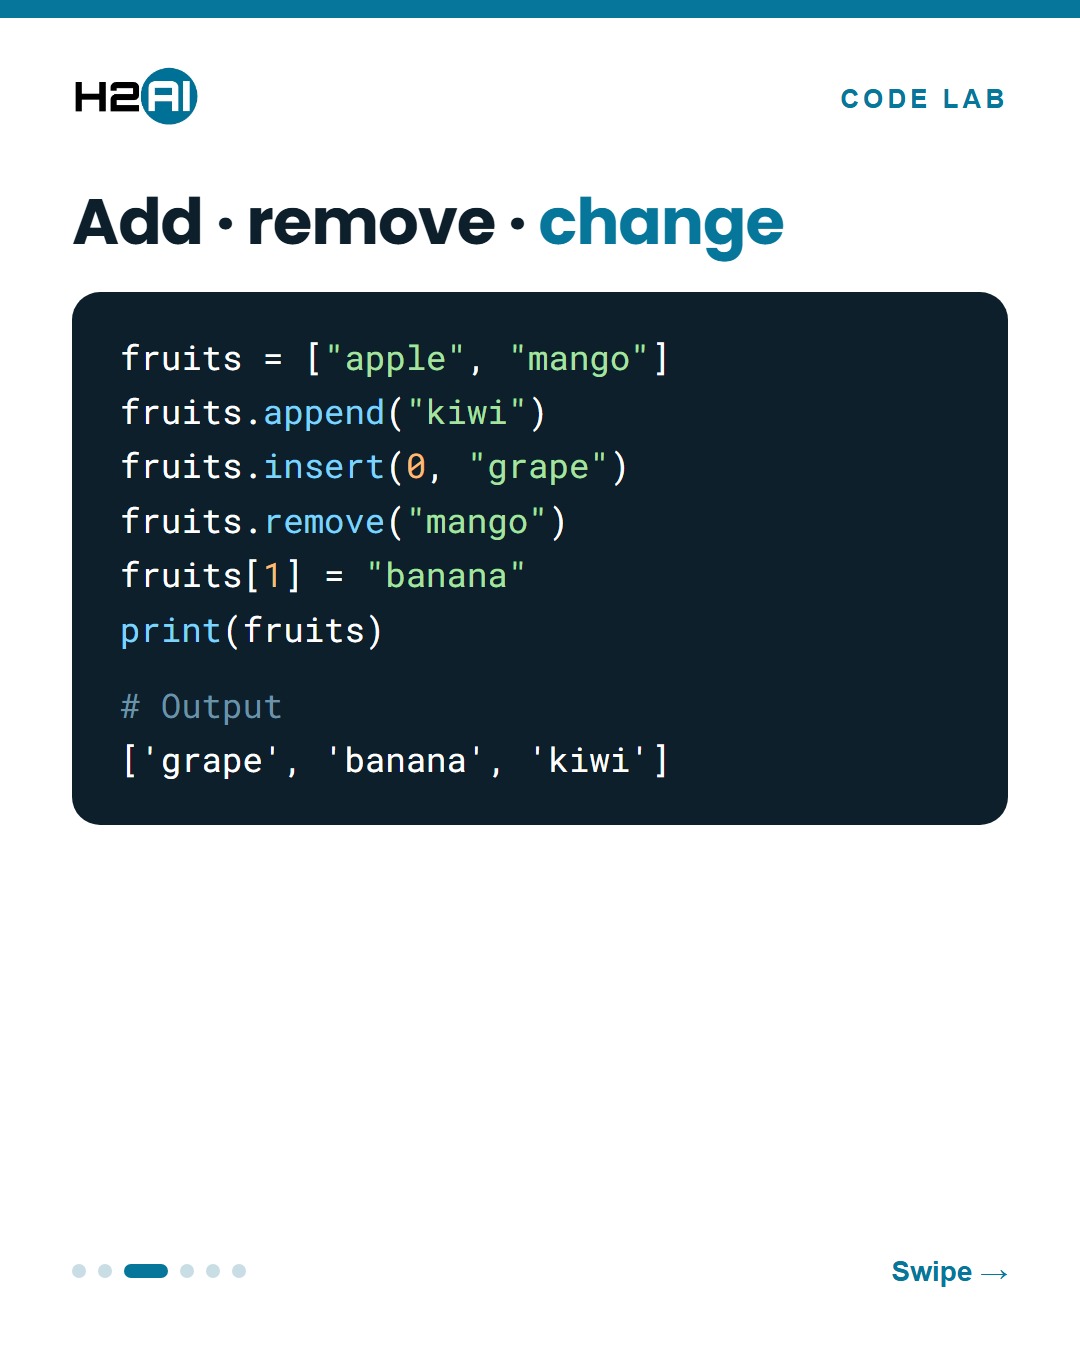 H2AI
CODE LAB
Add · remove · change
fruits = ["apple", "mango"]
fruits.append("kiwi")
fruits.insert(0, "grape")
fruits.remove("mango")
fruits[1] = "banana"
print(fruits)
# Output
['grape', 'banana', 'kiwi']
Swipe →